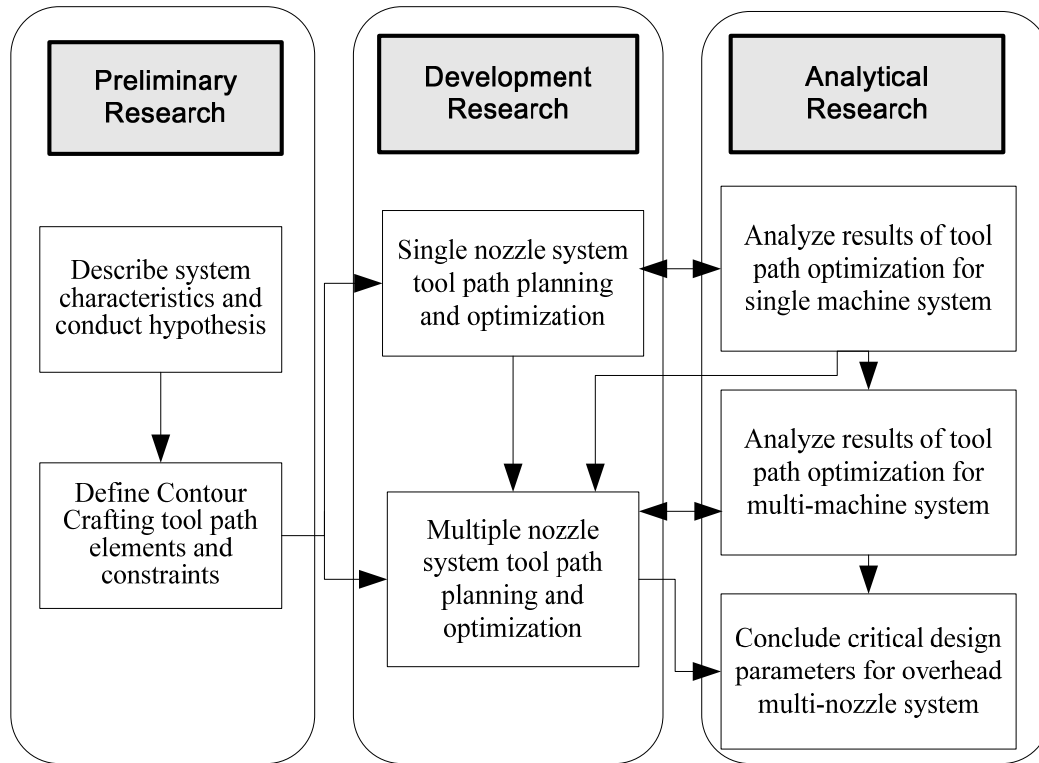 Preliminary
Research
Describe system
characteristics and
conduct hypothesis
Define Contour
Crafting tool path
elements and
constraints
Development
Research
Single nozzle system
tool path planning
and optimization
Multiple nozzle
system tool path
planning and
optimization
Analytical
Research
Analyze results of tool
path optimization for
single machine system
Analyze results of tool
path optimization for
multi-machine system
Conclude critical design
parameters for overhead
multi-nozzle system